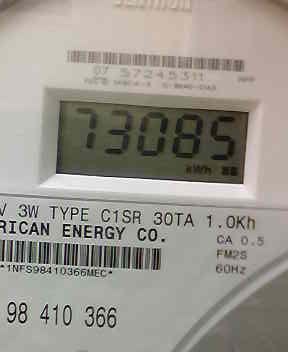 07 57245311
73085
kWh
V 3W TYPE C1SR 30TA 1.0Kh
RICAN ENERGY CO.
CA 0.5
FM2S
60Hz
*1NFS98410366MEC*
98 410 366